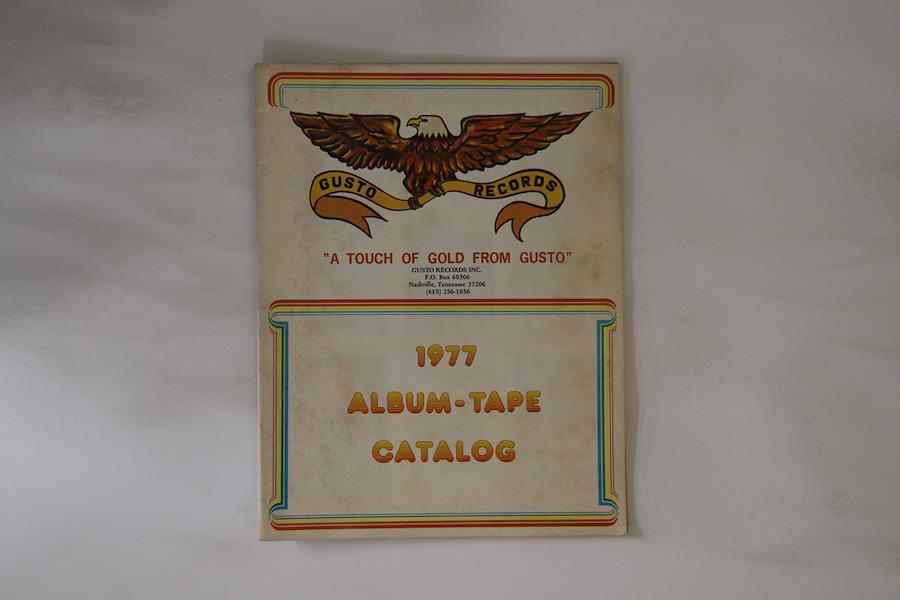 GUSTO RECORDS
"A TOUCH OF GOLD FROM GUSTO"
GUSTO RECORDS INC.
P.O. Box 60306
Nashville, Tennessee 37206
(615) 256-1656
1977
ALBUM-TAPE
CATALOG